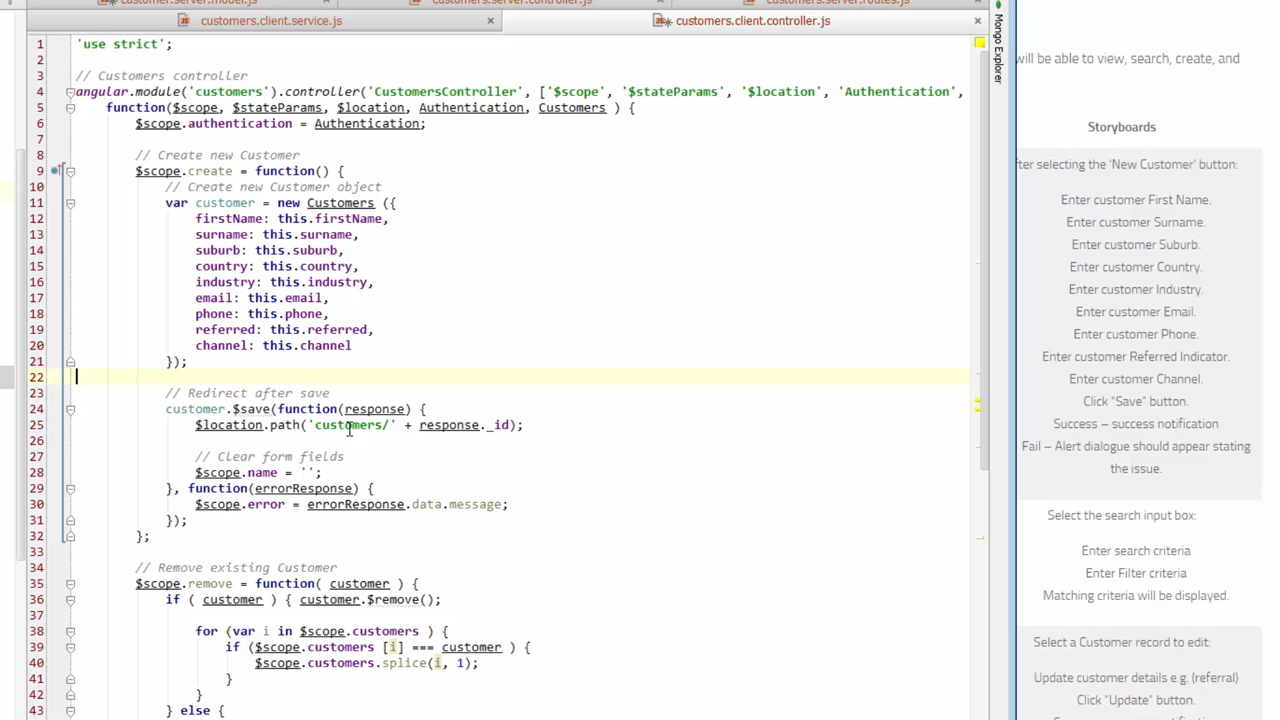 customer.server.model.js
customers.server.controller.js
customers.server.routes.js
customers.client.service.js
customers.client.controller.js
Mongo Explorer
1 'use strict';
2
3 // Customers controller
4 angular.module('customers').controller('CustomersController', ['$scope', '$stateParams', '$location', 'Authentication',
5 function($scope, $stateParams, $location, Authentication, Customers ) {
6 $scope.authentication = Authentication;
7
8 // Create new Customer
9 $scope.create = function() {
10 // Create new Customer object
11 var customer = new Customers ({
12 firstName: this.firstName,
13 surname: this.surname,
14 suburb: this.suburb,
15 country: this.country,
16 industry: this.industry,
17 email: this.email,
18 phone: this.phone,
19 referred: this.referred,
20 channel: this.channel
21 });
22
23 // Redirect after save
24 customer.$save(function(response) {
25 $location.path('customers/' + response._id);
26
27 // Clear form fields
28 $scope.name = '';
29 }, function(errorResponse) {
30 $scope.error = errorResponse.data.message;
31 });
32 };
33
34 // Remove existing Customer
35 $scope.remove = function( customer ) {
36 if ( customer ) { customer.$remove();
37
38 for (var i in $scope.customers ) {
39 if ($scope.customers [i] === customer ) {
40 $scope.customers.splice(i, 1);
41 }
42 }
43 } else {
will be able to view, search, create, and
Storyboards
fter selecting the 'New Customer' button:
Enter customer First Name.
Enter customer Surname.
Enter customer Suburb.
Enter customer Country.
Enter customer Industry.
Enter customer Email.
Enter customer Phone.
Enter customer Referred Indicator.
Enter customer Channel.
Click "Save" button.
Success – success notification
Fail – Alert dialogue should appear stating
the issue.
Select the search input box:
Enter search criteria
Enter Filter criteria
Matching criteria will be displayed.
Select a Customer record to edit:
Update customer details e.g. (referral)
Click "Update" button.